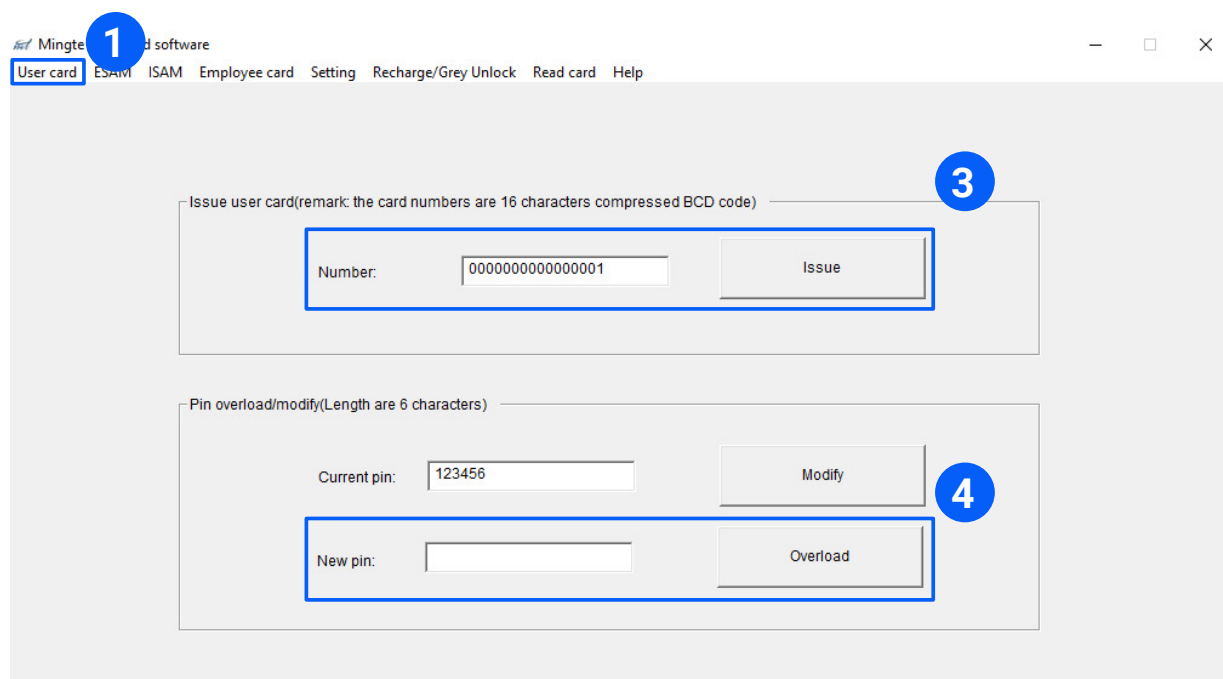 Mingte 1 d software
User card ESAM ISAM Employee card Setting Recharge/Grey Unlock Read card Help
3
Issue user card(remark: the card numbers are 16 characters compressed BCD code)
Number: 0000000000000001 Issue
Pin overload/modify(Length are 6 characters)
Current pin: 123456 Modify
4
New pin: Overload